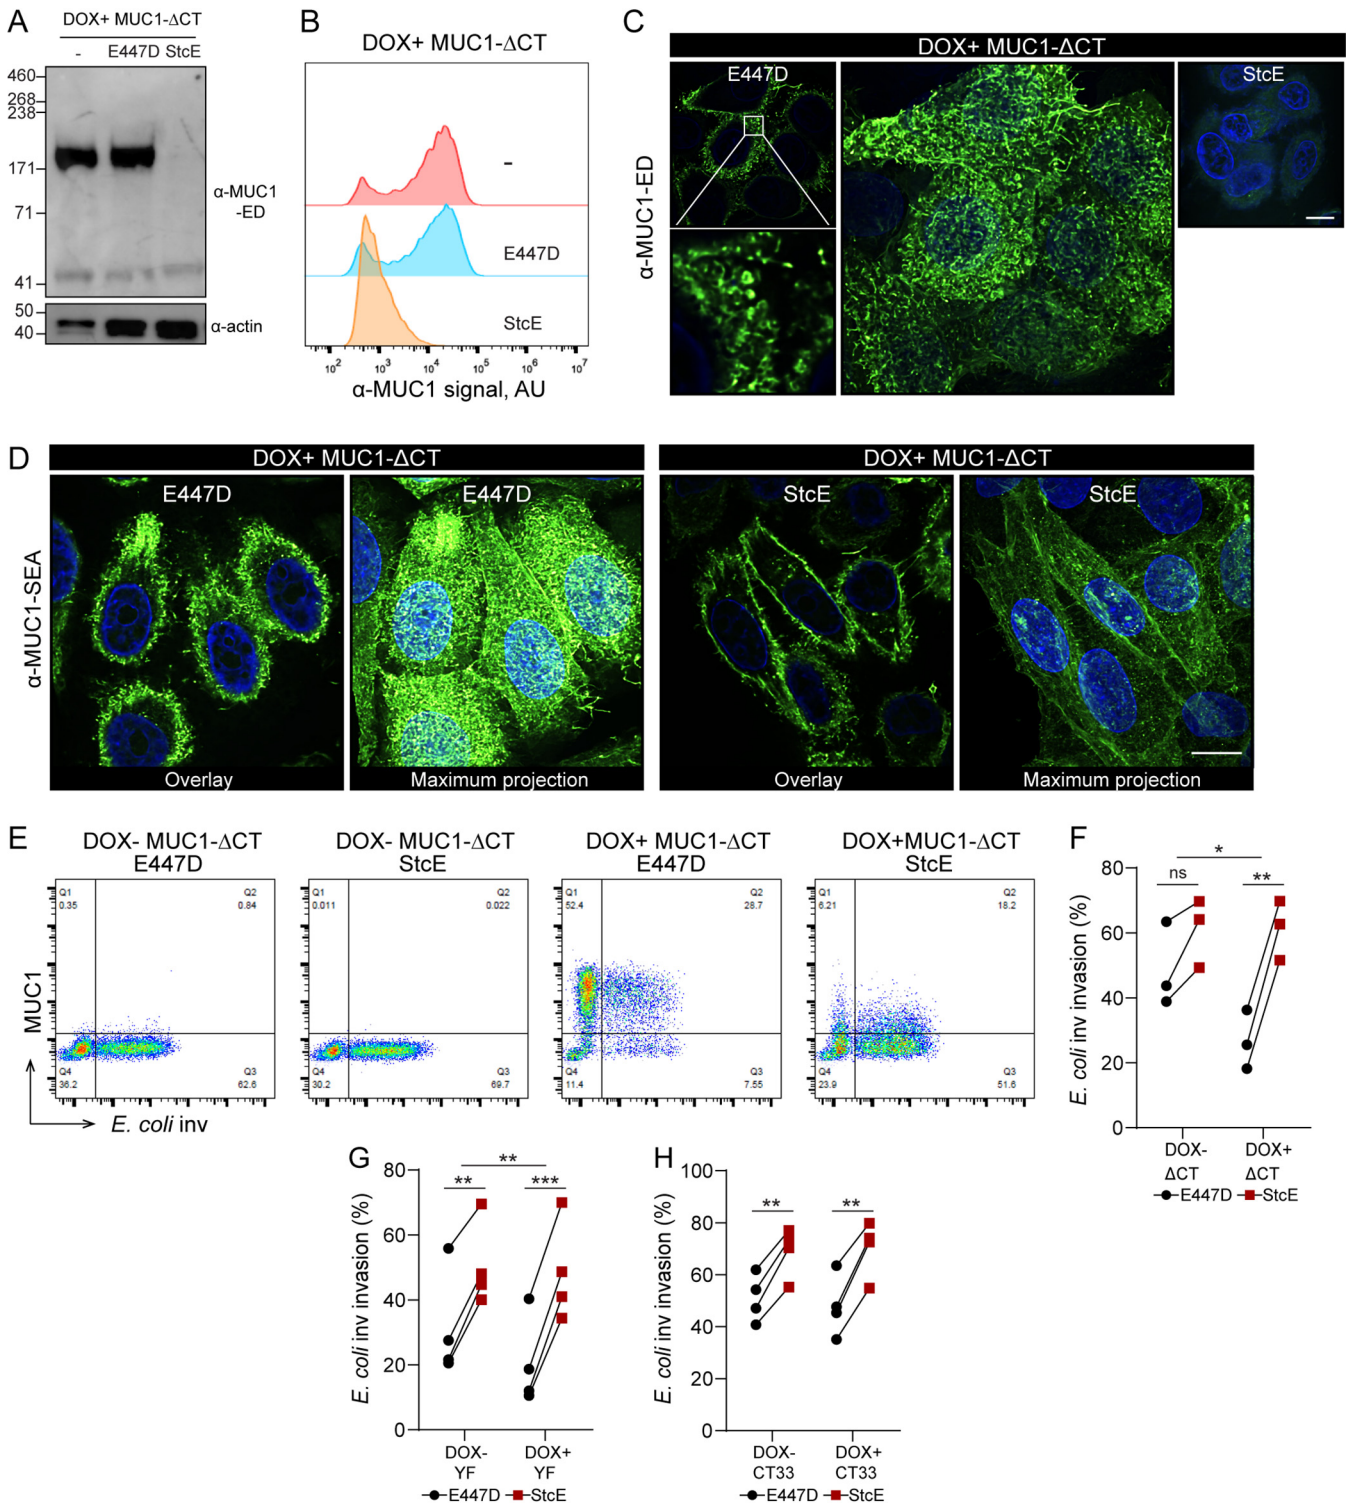 A
DOX+ MUC1-ΔCT
- E447D StcE
460
268
238
171
71
41
α-MUC1
-ED
50
40
α-actin
B
DOX+ MUC1-ΔCT
-
E447D
StcE
10² 10³ 10⁴ 10⁵ 10⁶ 10⁷
α-MUC1 signal, AU
C
DOX+ MUC1-ΔCT
α-MUC1-ED
E447D
StcE
D
DOX+ MUC1-ΔCT
DOX+ MUC1-ΔCT
α-MUC1-SEA
E447D
E447D
StcE
StcE
Overlay
Maximum projection
Overlay
Maximum projection
E
DOX- MUC1-ΔCT
E447D
Q1
0.35
Q2
0.84
Q4
36.2
Q3
62.6
DOX- MUC1-ΔCT
StcE
Q1
0.011
Q2
0.022
Q4
30.2
Q3
69.7
DOX+ MUC1-ΔCT
E447D
Q1
52.4
Q2
28.7
Q4
11.4
Q3
7.55
DOX+MUC1-ΔCT
StcE
Q1
6.21
Q2
18.2
Q4
23.9
Q3
51.6
MUC1
E. coli inv
F
E. coli inv invasion (%)
80
60
40
20
0
ns
*
**
DOX-
ΔCT
DOX+
ΔCT
E447D StcE
G
E. coli inv invasion (%)
80
60
40
20
0
**
**
***
DOX-
YF
DOX+
YF
E447D StcE
H
E. coli inv invasion (%)
100
80
60
40
20
0
**
**
DOX-
CT33
DOX+
CT33
E447D StcE